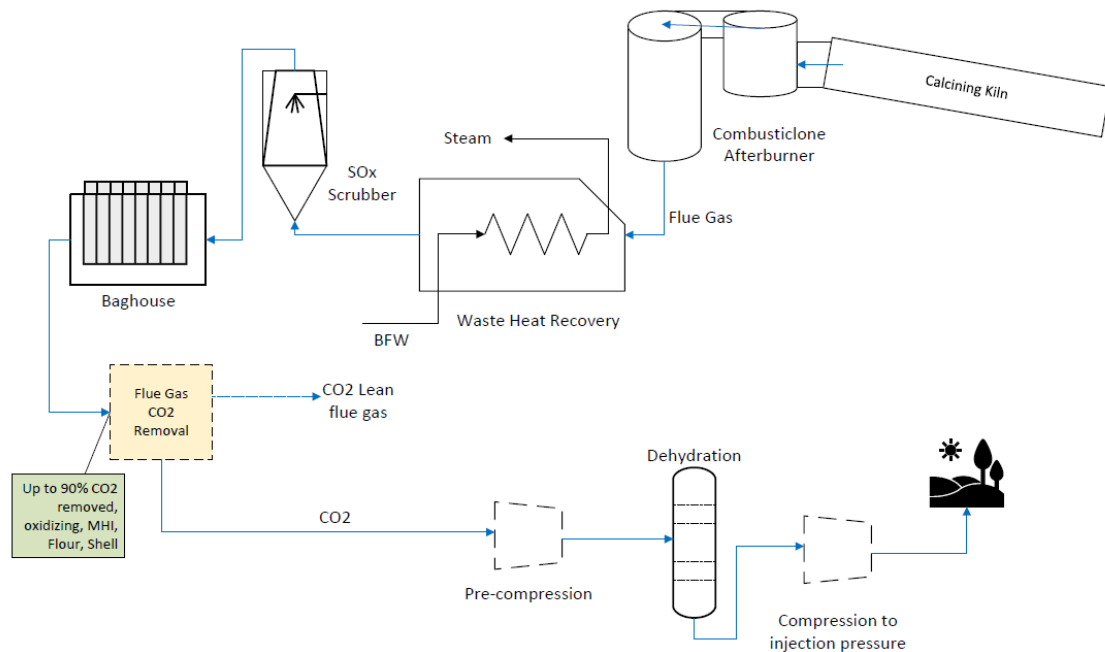 Calcining Kiln
Combusticlone
Afterburner
Steam
SOx
Scrubber
Flue Gas
Baghouse
Waste Heat Recovery
BFW
Flue Gas
CO2
Removal
CO2 Lean
flue gas
Dehydration
Up to 90% CO2
removed,
oxidizing, MHI,
Flour, Shell
CO2
Pre-compression
Compression to
injection pressure